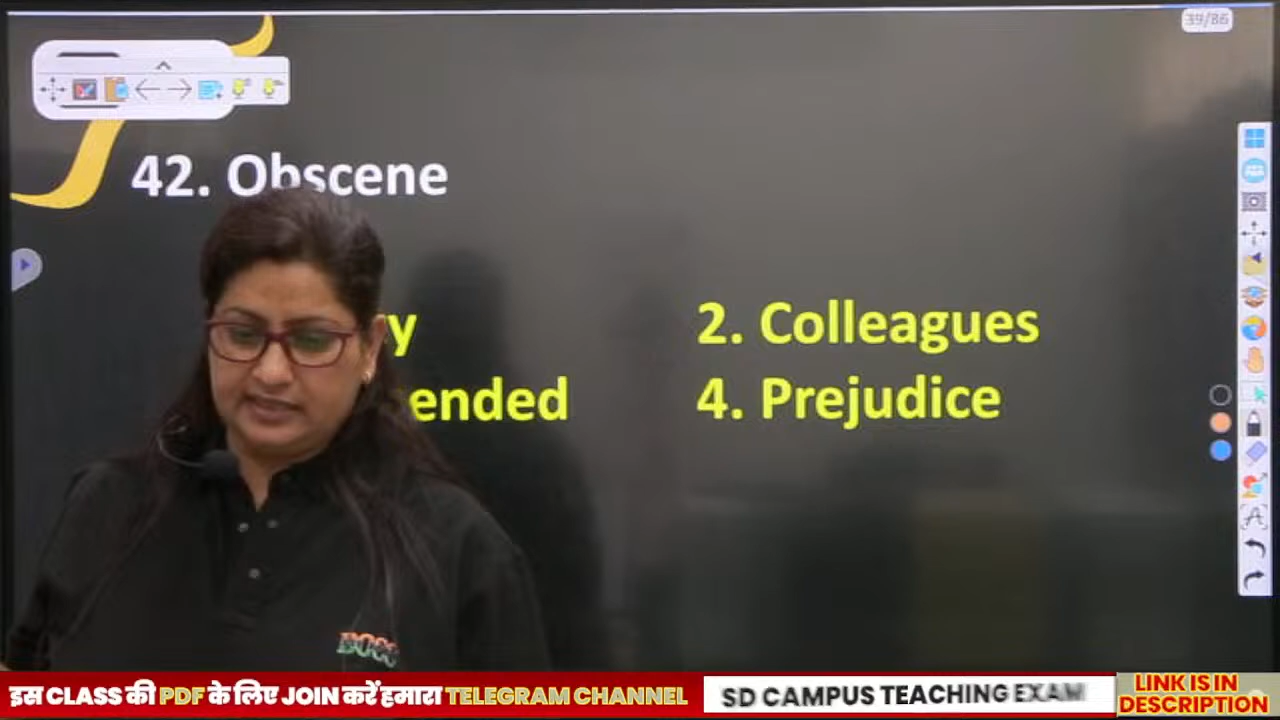 39/86
42. Obscene
2. Colleagues
4. Prejudice
इस CLASS की PDF के लिए JOIN करें हमारा TELEGRAM CHANNEL
SD CAMPUS TEACHING EXAM
LINK IS IN
DESCRIPTION